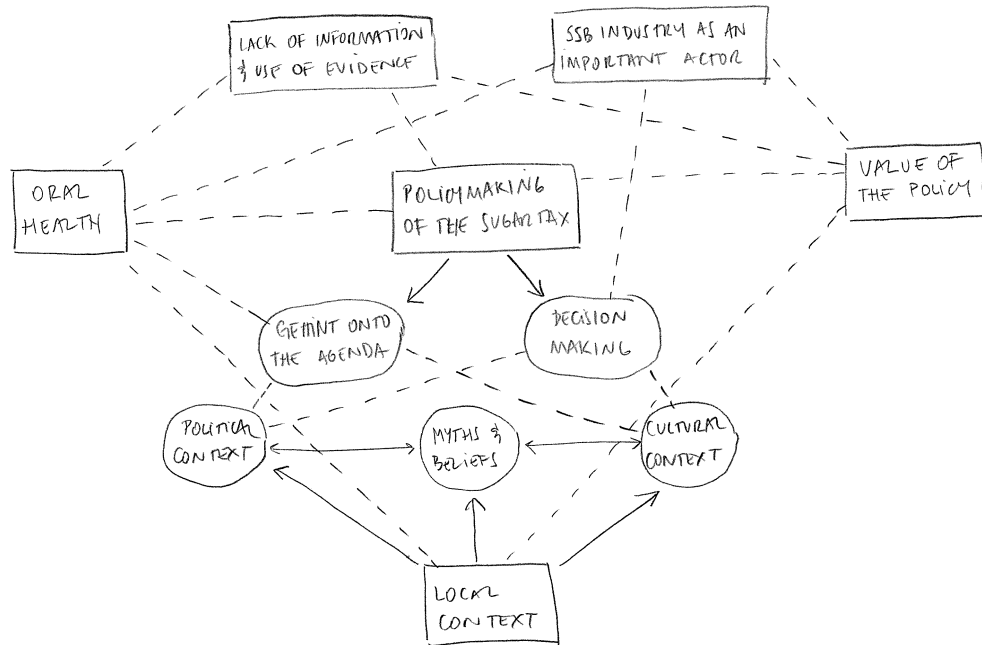 LACK OF INFORMATION
& USE OF EVIDENCE
SSB INDUSTRY AS AN
IMPORTANT ACTOR
ORAL
HEALTH
POLICYMAKING
OF THE SUGAR TAX
VALUE OF
THE POLICY
GETTINT ONTO
THE AGENDA
DECISION
MAKING
POLITICAL
CONTEXT
MYTHS &
BELIEFS
CULTURAL
CONTEXT
LOCAL
CONTEXT